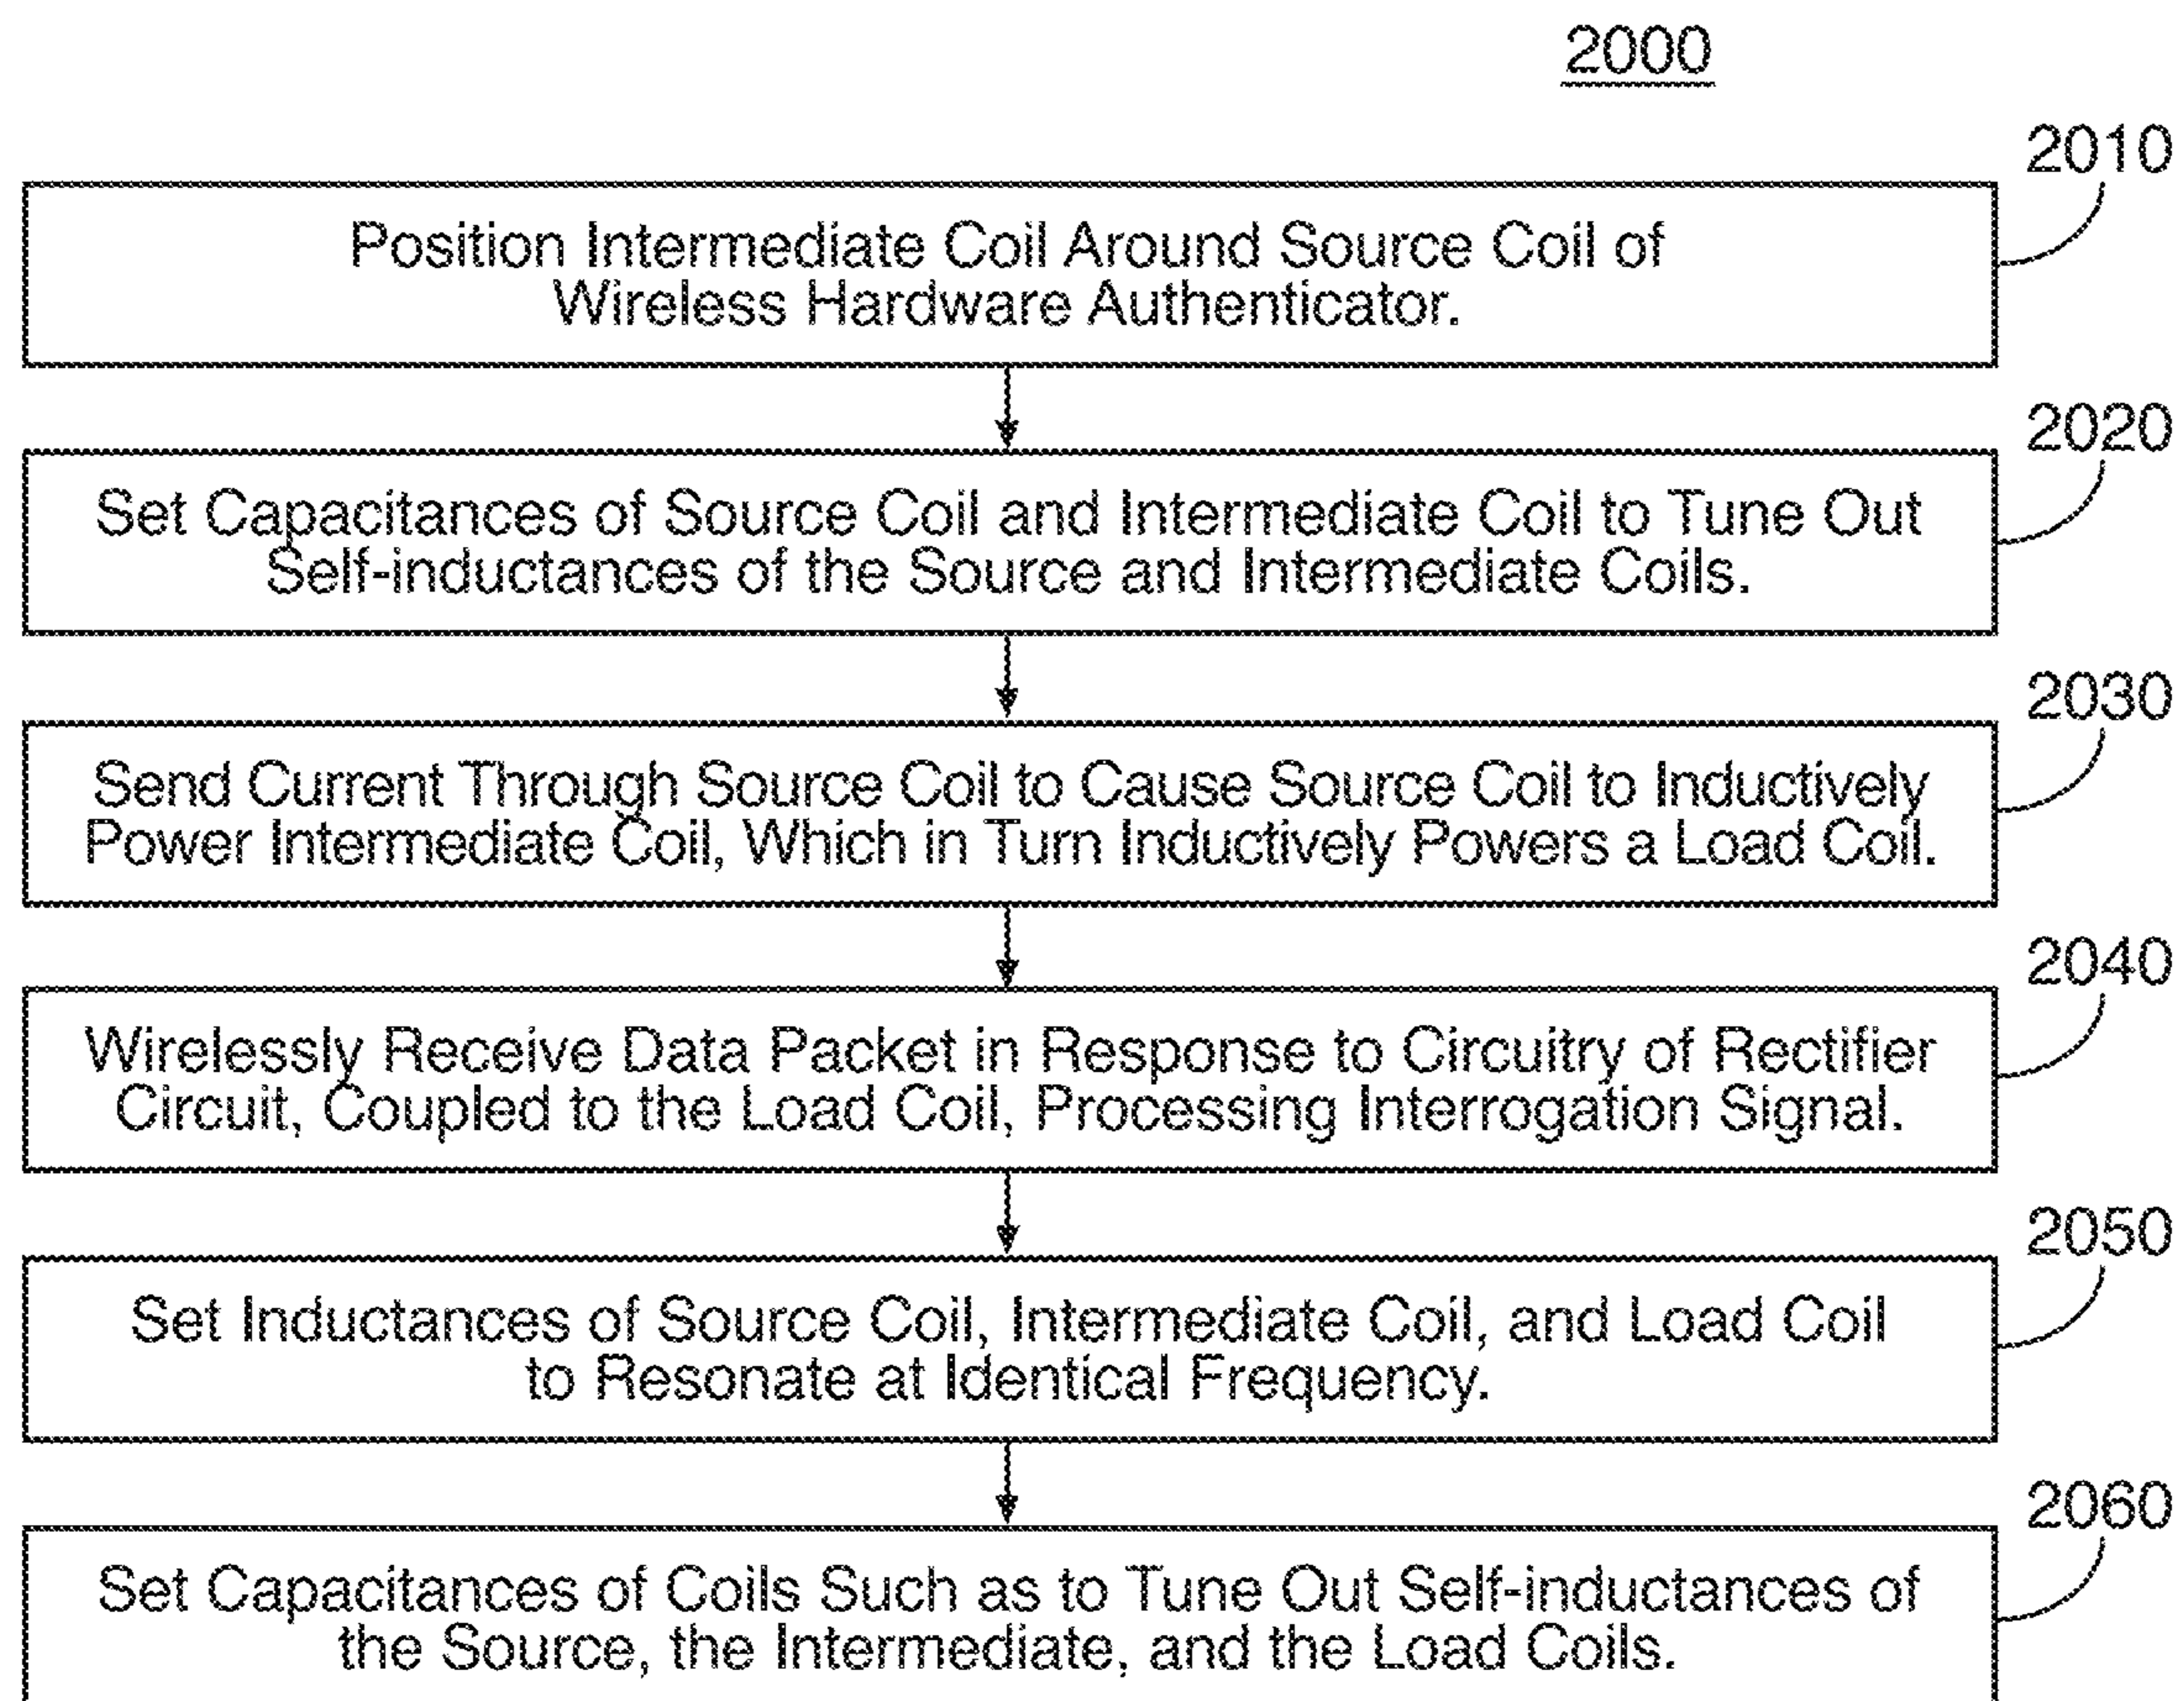 2000
2010
Position Intermediate Coil Around Source Coil of
Wireless Hardware Authenticator.
2020
Set Capacitances of Source Coil and Intermediate Coil to Tune Out
Self-inductances of the Source and Intermediate Coils.
2030
Send Current Through Source Coil to Cause Source Coil to Inductively
Power Intermediate Coil, Which in Turn Inductively Powers a Load Coil.
2040
Wirelessly Receive Data Packet in Response to Circuitry of Rectifier
Circuit, Coupled to the Load Coil, Processing Interrogation Signal.
2050
Set Inductances of Source Coil, Intermediate Coil, and Load Coil
to Resonate at Identical Frequency.
2060
Set Capacitances of Coils Such as to Tune Out Self-inductances of
the Source, the Intermediate, and the Load Coils.